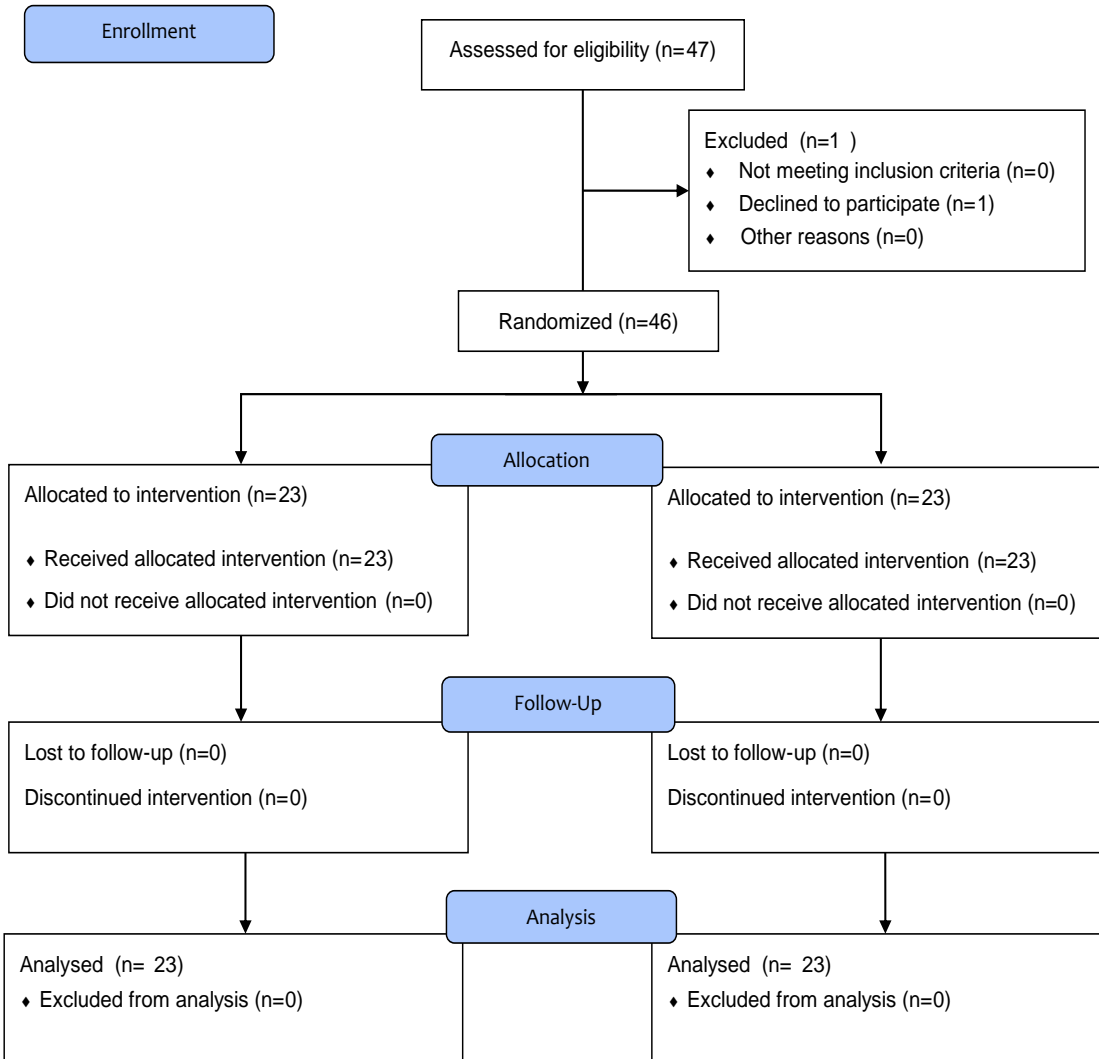 Enrollment
Assessed for eligibility (n=47)
Excluded (n=1 )
♦ Not meeting inclusion criteria (n=0)
♦ Declined to participate (n=1)
♦ Other reasons (n=0)
Randomized (n=46)
Allocation
Allocated to intervention (n=23)
♦ Received allocated intervention (n=23)
♦ Did not receive allocated intervention (n=0)
Allocated to intervention (n=23)
♦ Received allocated intervention (n=23)
♦ Did not receive allocated intervention (n=0)
Follow-Up
Lost to follow-up (n=0)
Discontinued intervention (n=0)
Lost to follow-up (n=0)
Discontinued intervention (n=0)
Analysis
Analysed (n= 23)
♦ Excluded from analysis (n=0)
Analysed (n= 23)
♦ Excluded from analysis (n=0)